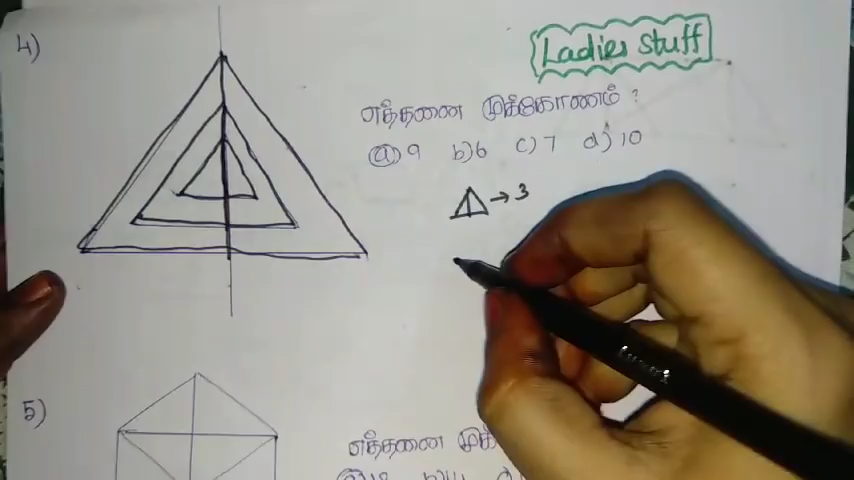 4)
Ladies Stuff
எத்தனை முக்கோணம் ?
a) 9 b) 6 c) 7 d) 10
→ 3
5)
எத்தனை